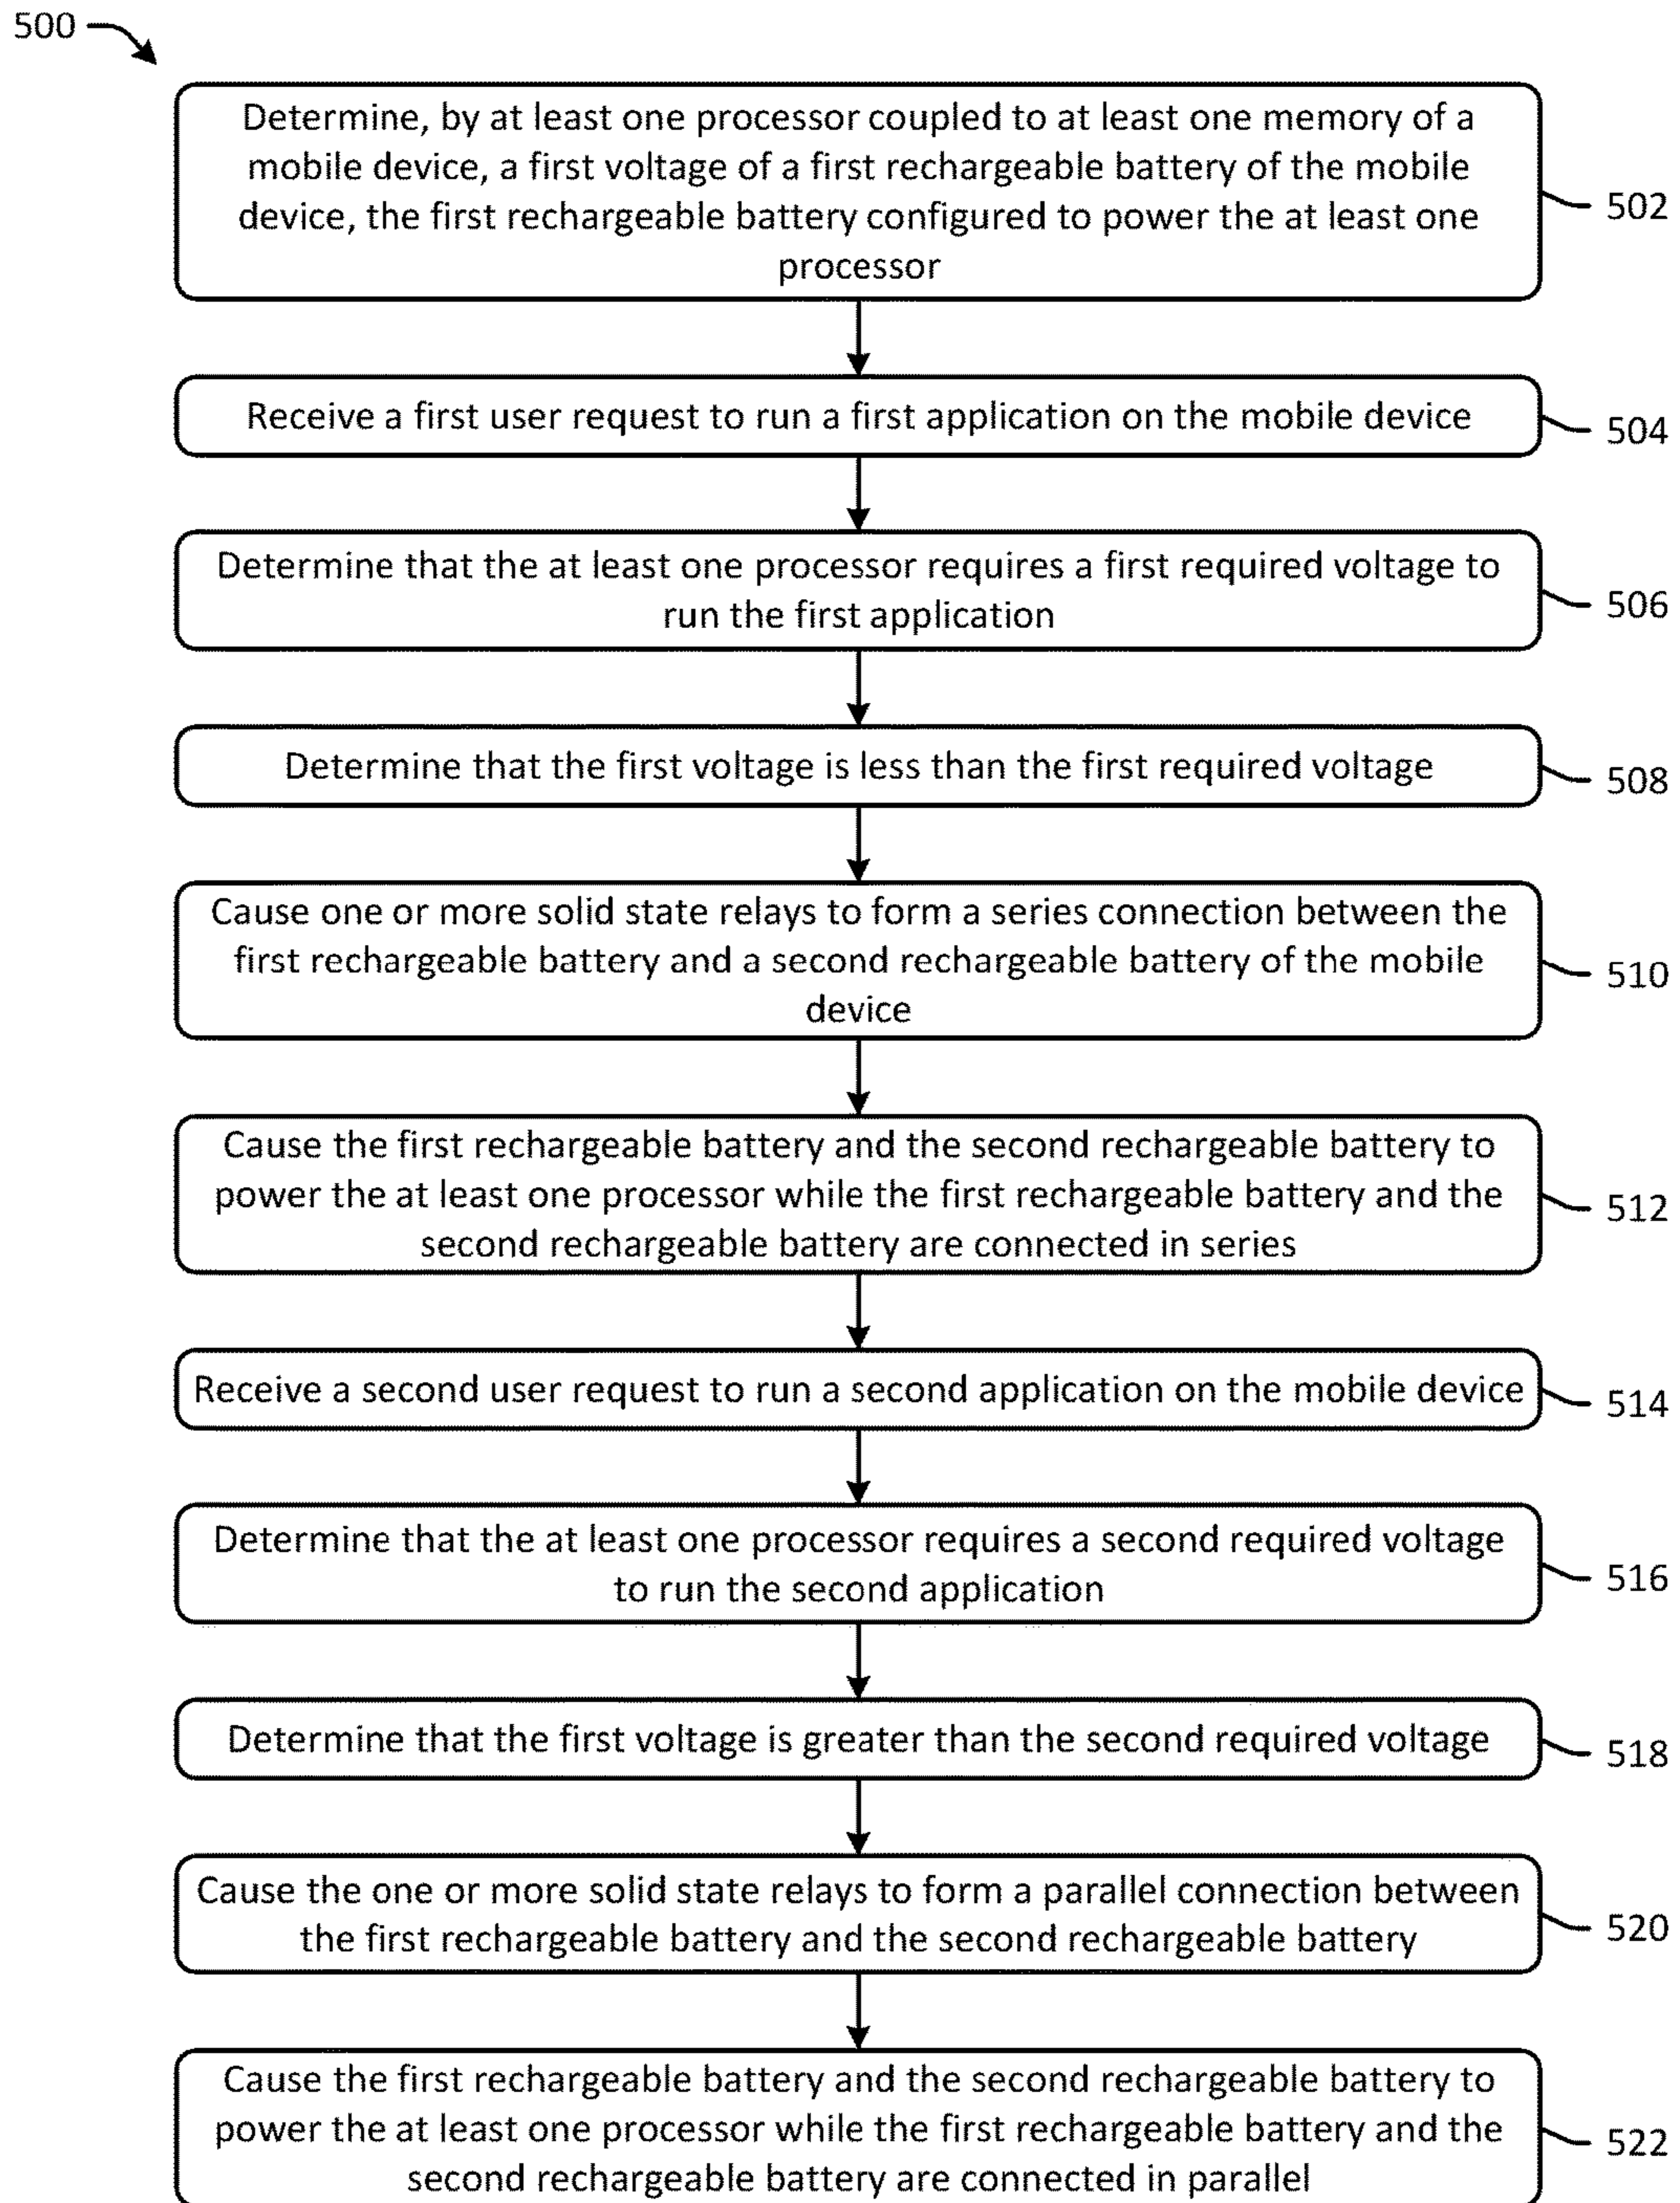 500
Determine, by at least one processor coupled to at least one memory of a
mobile device, a first voltage of a first rechargeable battery of the mobile
device, the first rechargeable battery configured to power the at least one
processor
502
Receive a first user request to run a first application on the mobile device
504
Determine that the at least one processor requires a first required voltage to
run the first application
506
Determine that the first voltage is less than the first required voltage
508
Cause one or more solid state relays to form a series connection between the
first rechargeable battery and a second rechargeable battery of the mobile
device
510
Cause the first rechargeable battery and the second rechargeable battery to
power the at least one processor while the first rechargeable battery and the
second rechargeable battery are connected in series
512
Receive a second user request to run a second application on the mobile device
514
Determine that the at least one processor requires a second required voltage
to run the second application
516
Determine that the first voltage is greater than the second required voltage
518
Cause the one or more solid state relays to form a parallel connection between
the first rechargeable battery and the second rechargeable battery
520
Cause the first rechargeable battery and the second rechargeable battery to
power the at least one processor while the first rechargeable battery and the
second rechargeable battery are connected in parallel
522